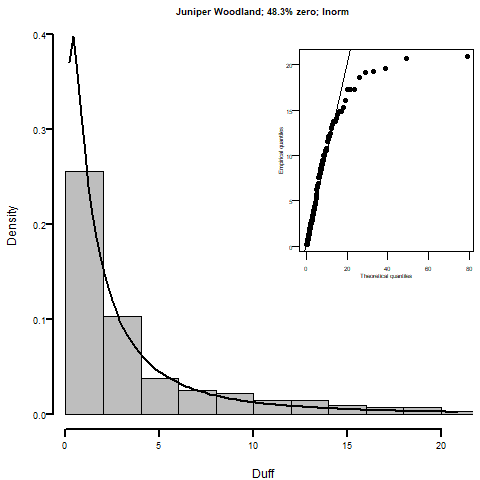 Juniper Woodland; 48.3% zero; lnorm
0.4
0.3
0.2
0.1
0.0
Density
0 5 10 15 20
Duff
20
15
10
5
0
Empirical quantiles
0 20 40 60 80
Theoretical quantiles